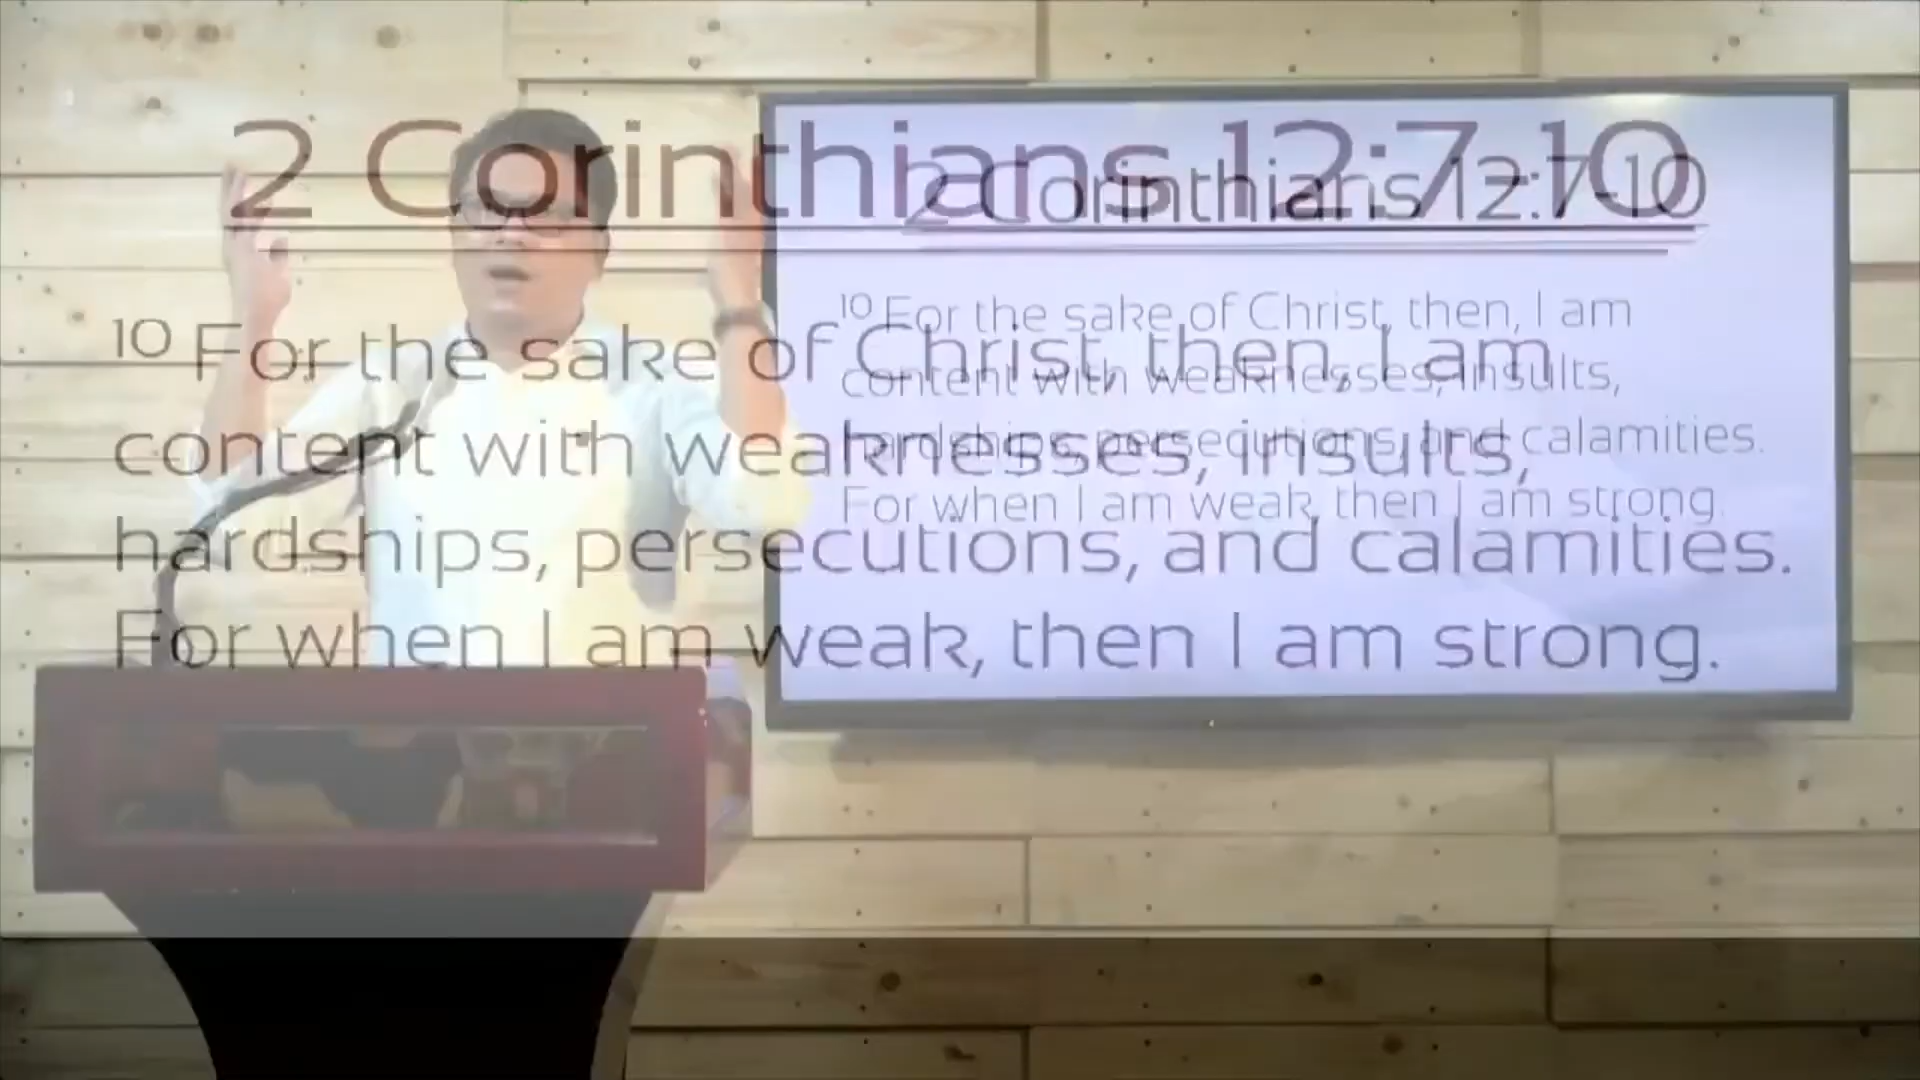 2 Corinthians 12:7-10
10 For the sake of Christ, then, I am
content with weaknesses, insults,
hardships, persecutions, and calamities.
For when I am weak, then I am strong.
2 Corinthians 12:7-10
10 For the sake of Christ, then, I am
content with weaknesses, insults,
hardships, persecutions, and calamities.
For when I am weak, then I am strong.